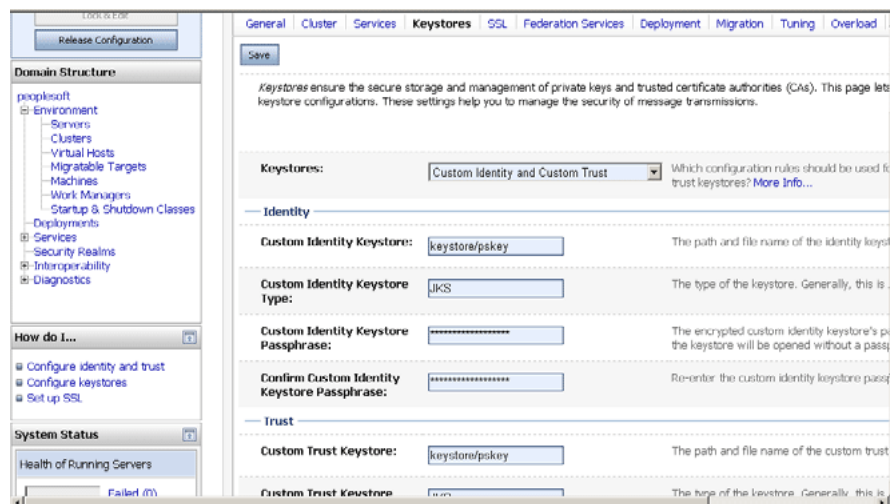 Lock & Edit
Release Configuration
Domain Structure
peoplesoft
Environment
Servers
Clusters
Virtual Hosts
Migratable Targets
Machines
Work Managers
Startup & Shutdown Classes
Deployments
Services
Security Realms
Interoperability
Diagnostics
How do I...
Configure identity and trust
Configure keystores
Set up SSL
System Status
Health of Running Servers
Failed (0)
General Cluster Services Keystores SSL Federation Services Deployment Migration Tuning Overload
Save
Keystores ensure the secure storage and management of private keys and trusted certificate authorities (CAs). This page lets
keystore configurations. These settings help you to manage the security of message transmissions.
Keystores: Custom Identity and Custom Trust Which configuration rules should be used
trust keystores? More Info...
Identity
Custom Identity Keystore: keystore/pskey The path and file name of the identity
Custom Identity Keystore JKS The type of the keystore. Generally, this is
Type:
Custom Identity Keystore ****************** The encrypted custom identity keystore's
Passphrase: the keystore will be opened without a
Confirm Custom Identity ****************** Re-enter the custom identity keystore
Keystore Passphrase:
Trust
Custom Trust Keystore: keystore/pskey The path and file name of the custom trust
Custom Trust Keystore JKS The type of the keystore. Generally, this is